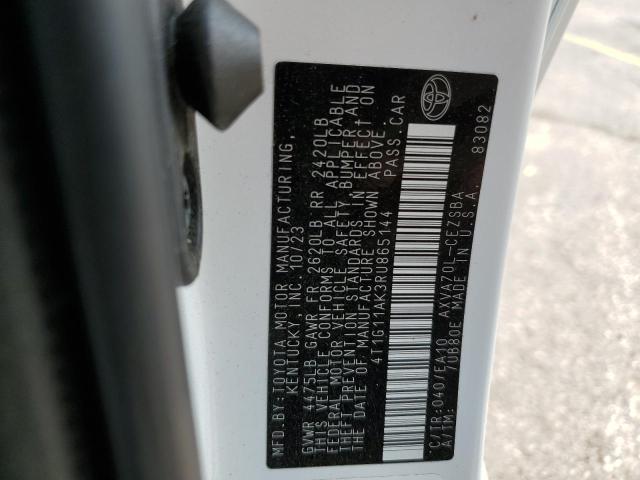 MFD.BY:TOYOTA MOTOR MANUFACTURING,
KENTUCKY,INC. 10/23
GVWR 4475LB GAWR FR 2620LB RR 2420LB
THIS VEHICLE CONFORMS TO ALL APPLICABLE
FEDERAL MOTOR VEHICLE SAFETY, BUMPER, AND
THEFT PREVENTION STANDARDS IN EFFECT ON
THE DATE OF MANUFACTURE SHOWN ABOVE.
4T1G11AK3RU865144 PASS.CAR
C/TR:040/EA10 AXVA70L-CEZSBA
A/TM: 70B80E MADE IN U.S.A. 83082